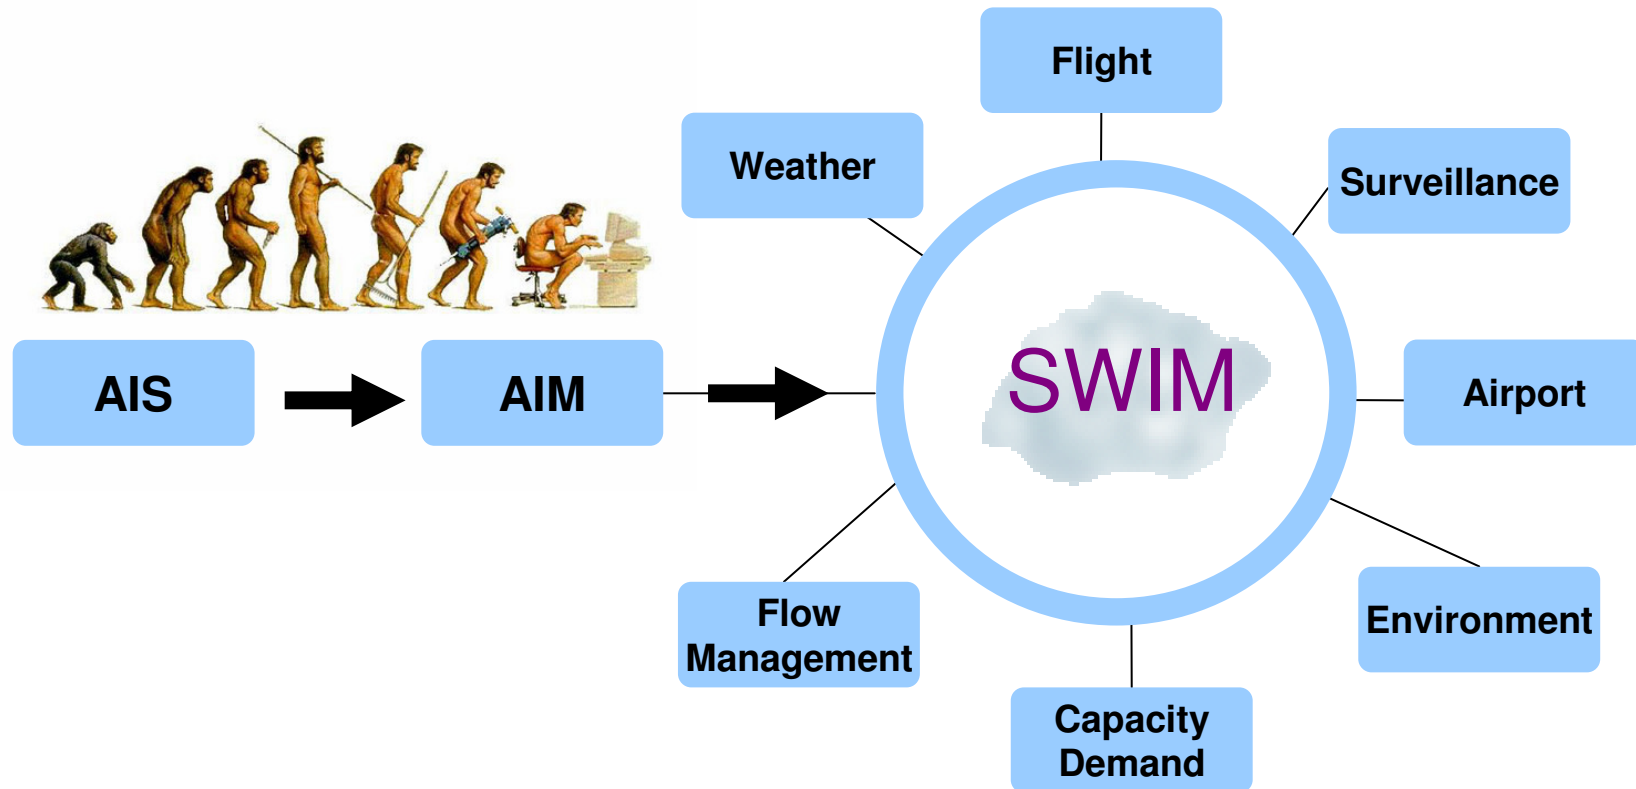 Flight
Weather
Surveillance
AIS
AIM
SWIM
Airport
Flow
Management
Environment
Capacity
Demand